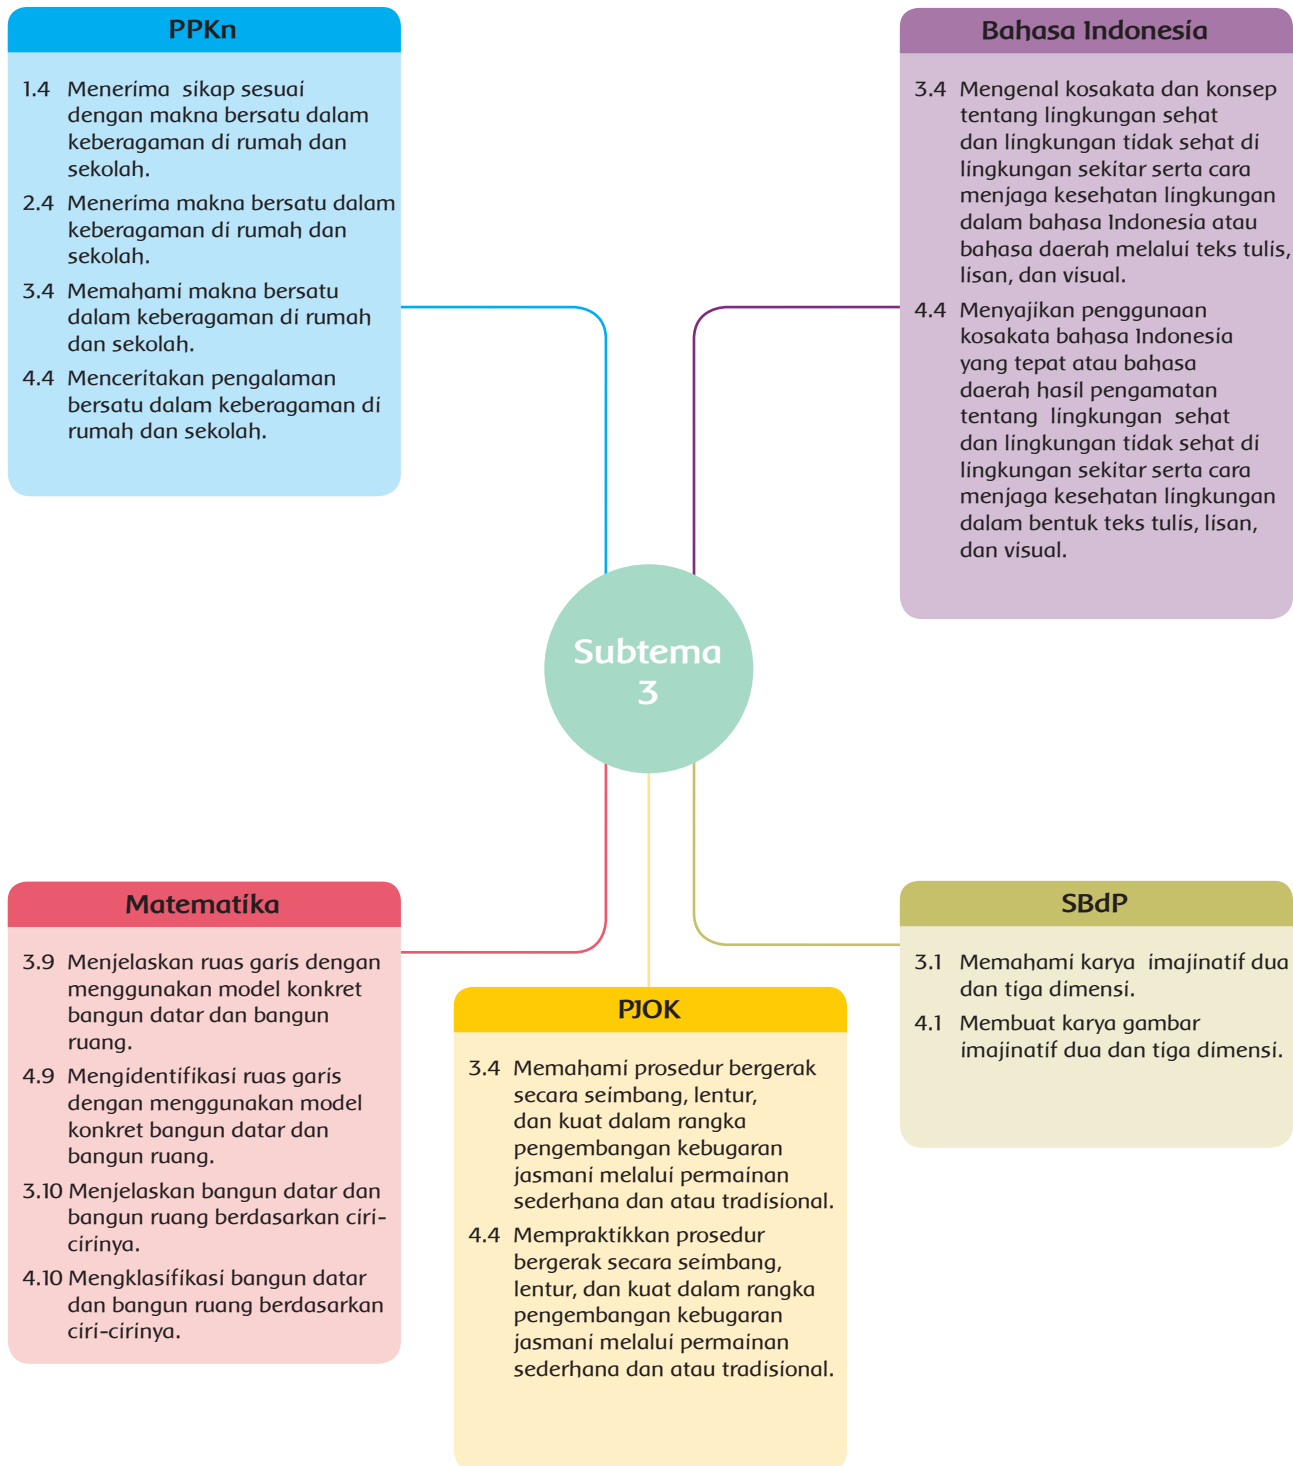 PPKn
1.4 Menerima sikap sesuai
dengan makna bersatu dalam
keberagaman di rumah dan
sekolah.
2.4 Menerima makna bersatu dalam
keberagaman di rumah dan
sekolah.
3.4 Memahami makna bersatu
dalam keberagaman di rumah
dan sekolah.
4.4 Menceritakan pengalaman
bersatu dalam keberagaman di
rumah dan sekolah.
Bahasa Indonesia
3.4 Mengenal kosakata dan konsep
tentang lingkungan sehat
dan lingkungan tidak sehat di
lingkungan sekitar serta cara
menjaga kesehatan lingkungan
dalam bahasa Indonesia atau
bahasa daerah melalui teks tulis,
lisan, dan visual.
4.4 Menyajikan penggunaan
kosakata bahasa Indonesia
yang tepat atau bahasa
daerah hasil pengamatan
tentang lingkungan sehat
dan lingkungan tidak sehat di
lingkungan sekitar serta cara
menjaga kesehatan lingkungan
dalam bentuk teks tulis, lisan,
dan visual.
Subtema
3
Matematika
3.9 Menjelaskan ruas garis dengan
menggunakan model konkret
bangun datar dan bangun
ruang.
4.9 Mengidentifikasi ruas garis
dengan menggunakan model
konkret bangun datar dan
bangun ruang.
3.10 Menjelaskan bangun datar dan
bangun ruang berdasarkan ciri-
cirinya.
4.10 Mengklasifikasi bangun datar
dan bangun ruang berdasarkan
ciri-cirinya.
PJOK
3.4 Memahami prosedur bergerak
secara seimbang, lentur,
dan kuat dalam rangka
pengembangan kebugaran
jasmani melalui permainan
sederhana dan atau tradisional.
4.4 Mempraktikkan prosedur
bergerak secara seimbang,
lentur, dan kuat dalam rangka
pengembangan kebugaran
jasmani melalui permainan
sederhana dan atau tradisional.
SBdP
3.1 Memahami karya imajinatif dua
dan tiga dimensi.
4.1 Membuat karya gambar
imajinatif dua dan tiga dimensi.